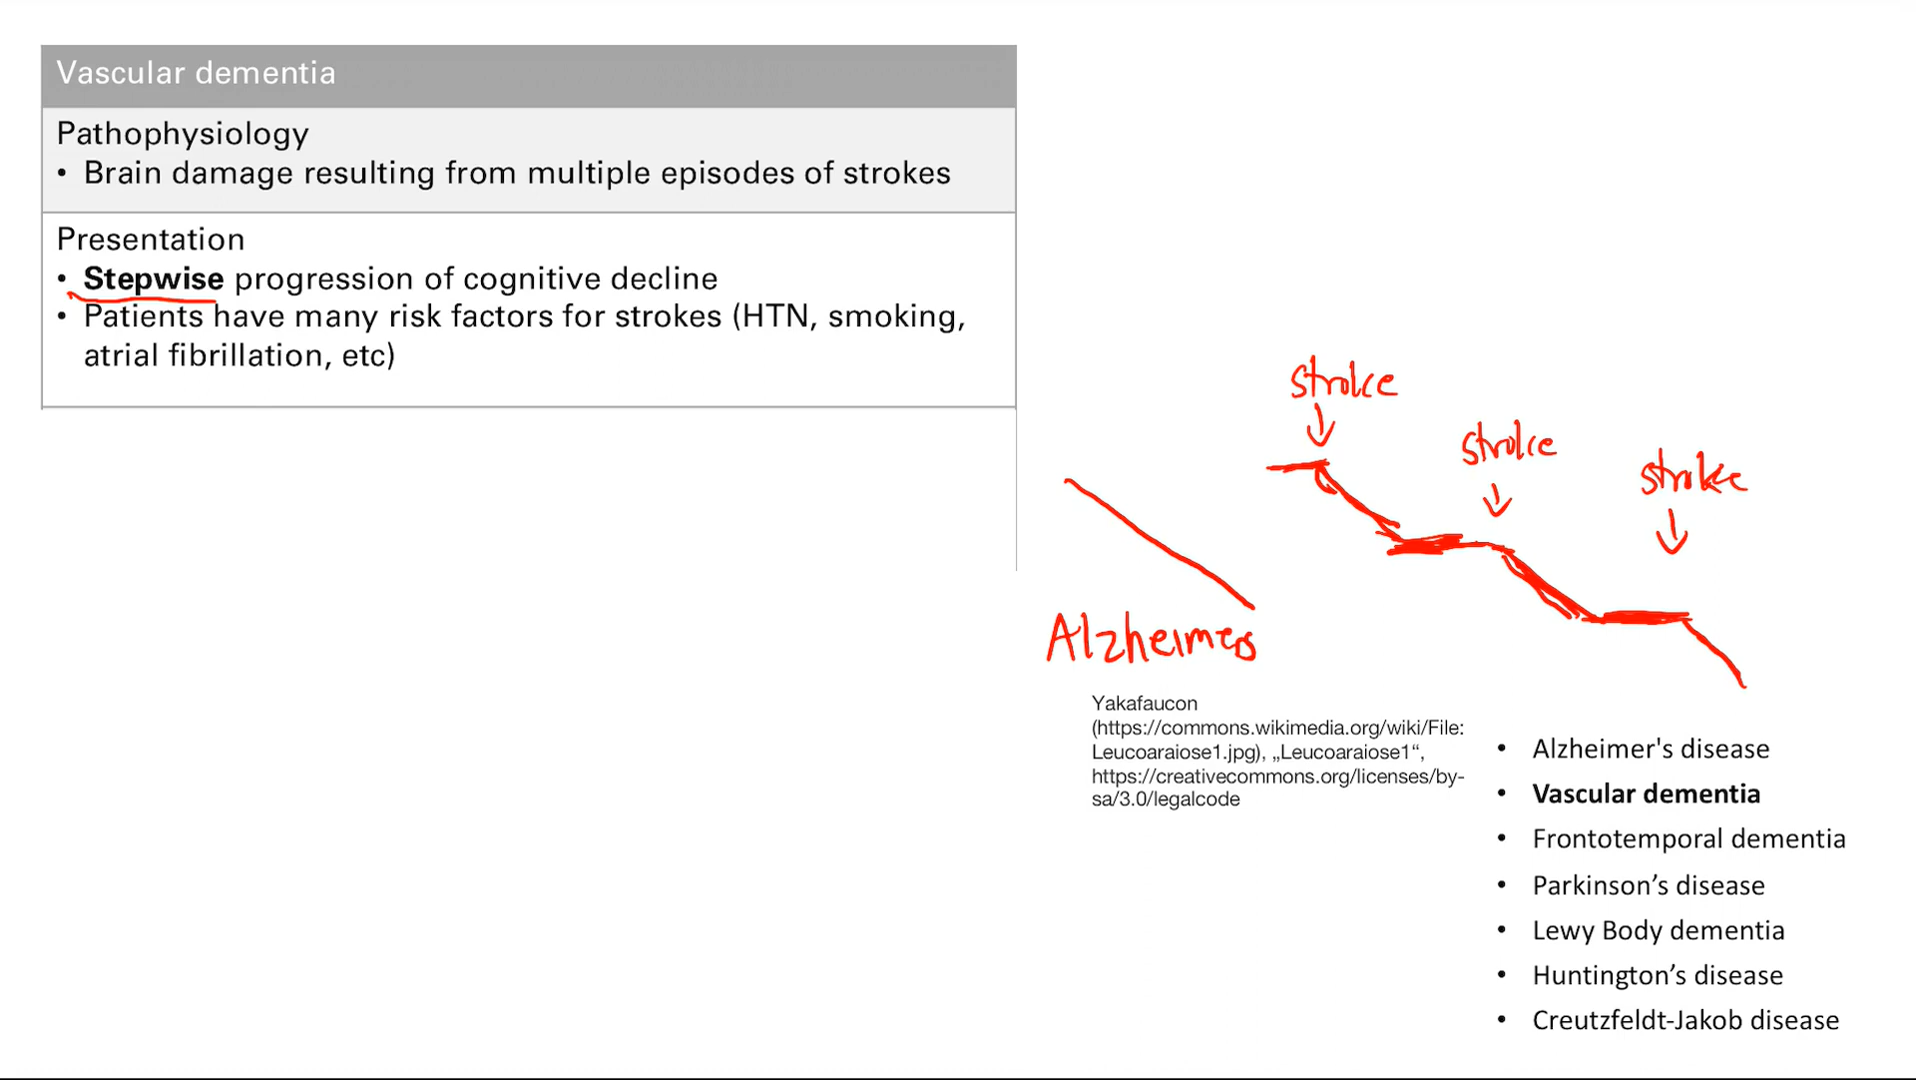 Vascular dementia
Pathophysiology
• Brain damage resulting from multiple episodes of strokes
Presentation
• Stepwise progression of cognitive decline
• Patients have many risk factors for strokes (HTN, smoking,
atrial fibrillation, etc)
stroke
stroke
stroke
Alzheimers
Yakafaucon
(https://commons.wikimedia.org/wiki/File:
Leucoaraiose1.jpg), „Leucoaraiose1“,
https://creativecommons.org/licenses/by-
sa/3.0/legalcode
• Alzheimer's disease
• Vascular dementia
• Frontotemporal dementia
• Parkinson’s disease
• Lewy Body dementia
• Huntington’s disease
• Creutzfeldt-Jakob disease